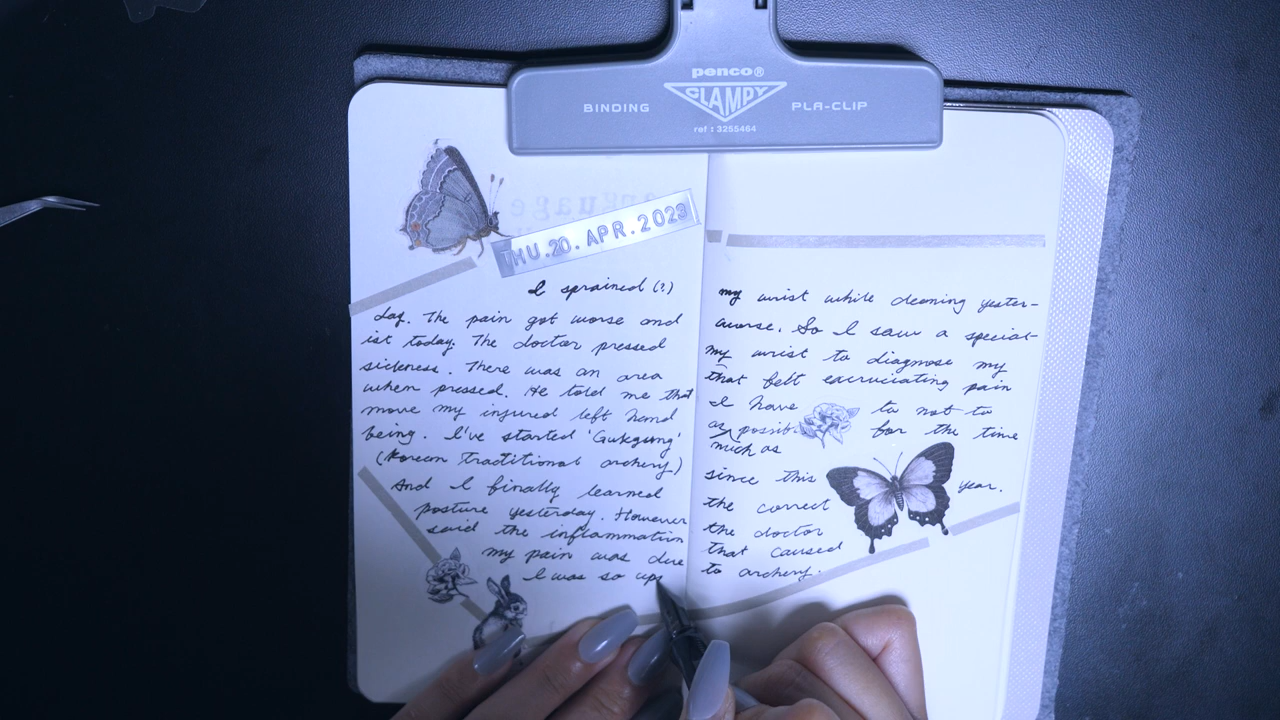 penco®
BINDING CLAMPY PLA-CLIP
ref : 3255464
THU.20.APR.2023
I sprained (?) my wrist while cleaning yester-
day. The pain got worse and worse. So I saw a special-
ist today. The doctor pressed my wrist to diagnose my
sickness. There was an area that felt excruciating pain
when pressed. He told me that I have to not to
move my injured left hand as possible for the time
much as
being. I've started 'Gukgung' since this year.
(Korean traditional archery)
And I finally learned the correct
posture yesterday. However the doctor
said the inflammation that caused
my pain was due to archery.
I was so ups